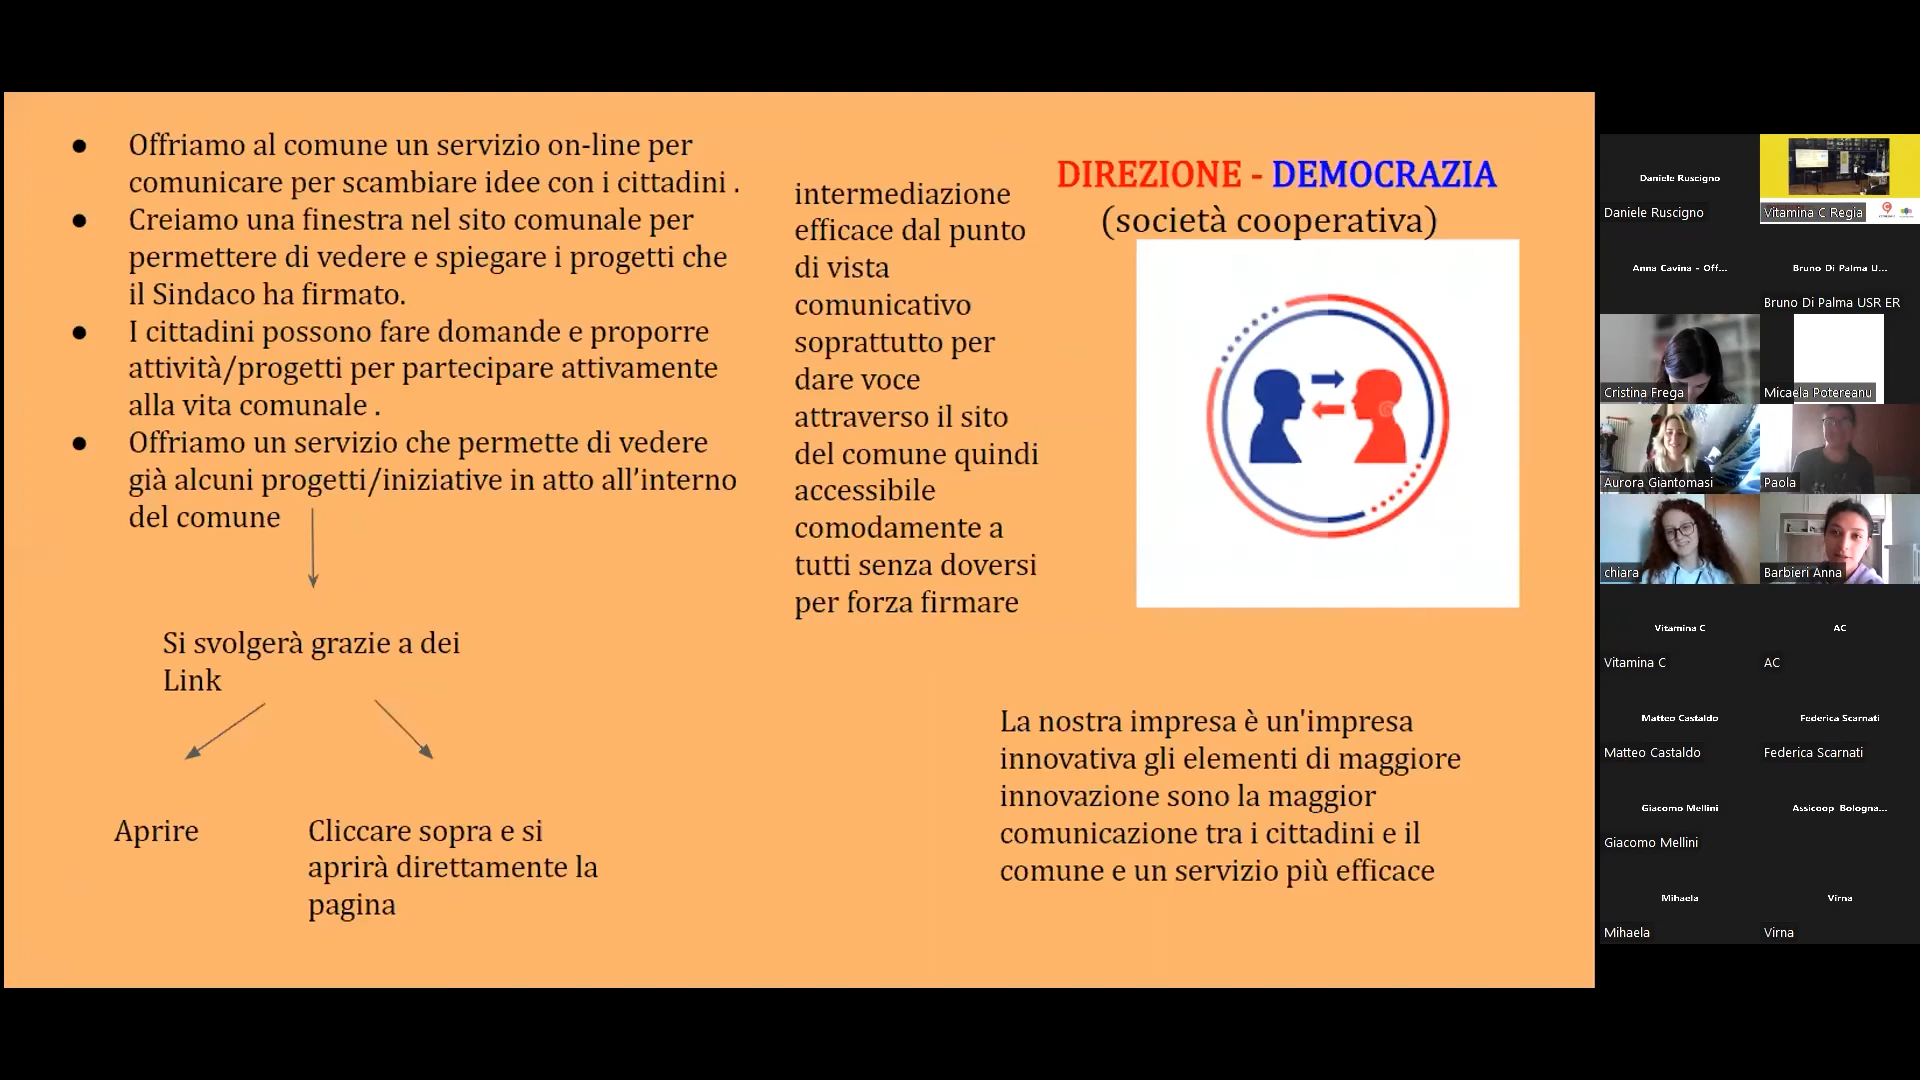 ● Offriamo al comune un servizio on-line per
comunicare per scambiare idee con i cittadini .
● Creiamo una finestra nel sito comunale per
permettere di vedere e spiegare i progetti che
il Sindaco ha firmato.
● I cittadini possono fare domande e proporre
attività/progetti per partecipare attivamente
alla vita comunale .
● Offriamo un servizio che permette di vedere
già alcuni progetti/iniziative in atto all’interno
del comune
Si svolgerà grazie a dei
Link
Aprire
Cliccare sopra e si
aprirà direttamente la
pagina
intermediazione
efficace dal punto
di vista
comunicativo
soprattutto per
dare voce
attraverso il sito
del comune quindi
accessibile
comodamente a
tutti senza doversi
per forza firmare
DIREZIONE - DEMOCRAZIA
(società cooperativa)
La nostra impresa è un'impresa
innovativa gli elementi di maggiore
innovazione sono la maggior
comunicazione tra i cittadini e il
comune e un servizio più efficace
Daniele Ruscigno
Daniele Ruscigno
Vitamina C Regia
Anna Cavina - Off...
Bruno Di Palma U...
Bruno Di Palma USR ER
Cristina Frega
Micaela Potereanu
Aurora Giantomasi
Paola
chiara
Barbieri Anna
Vitamina C
Vitamina C
AC
AC
Matteo Castaldo
Matteo Castaldo
Federica Scarnati
Federica Scarnati
Giacomo Mellini
Giacomo Mellini
Assicoop Bologna...
Mihaela
Mihaela
Virna
Virna